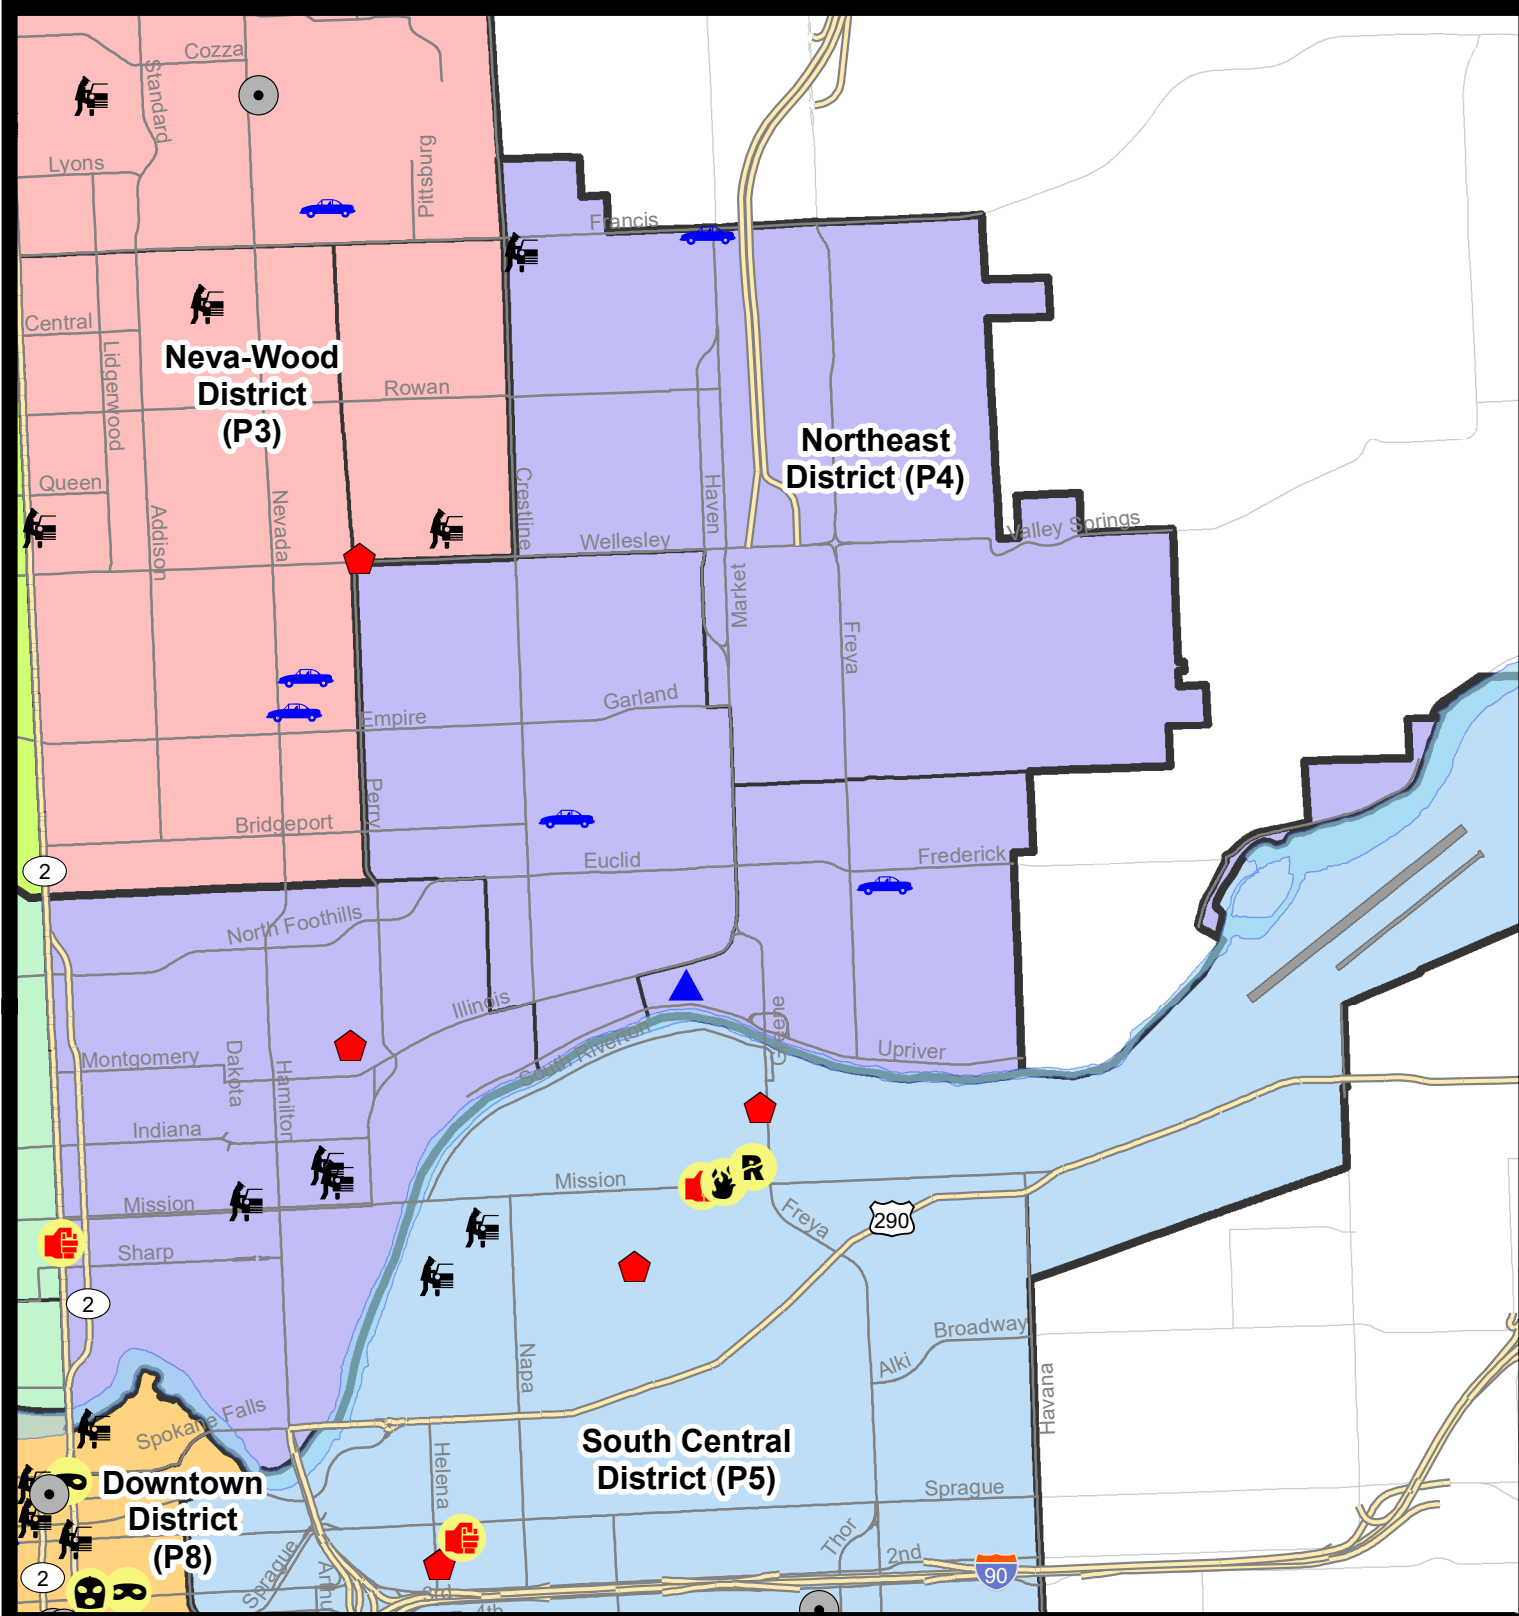 Cozza
Standard
Lyons
Pittsburg
Francis
Central
Lidgerwood
Neva-Wood
District
(P3)
Rowan
Northeast
District (P4)
Queen
Addison
Nevada
Crestline
Haven
Valley Springs
Wellesley
Market
Freya
Garland
Empire
Perry
Bridgeport
Euclid
Frederick
2
North Foothills
Illinois
Greene
South Riverton
Upriver
Montgomery
Dakota
Hamilton
Indiana
Mission
Mission
R
Freya
290
Sharp
2
Broadway
Alki
Napa
Havana
Spokane Falls
South Central
District (P5)
Helena
Downtown
District
(P8)
Sprague
Thor
2nd
Sprague
90
2
3rd
4th